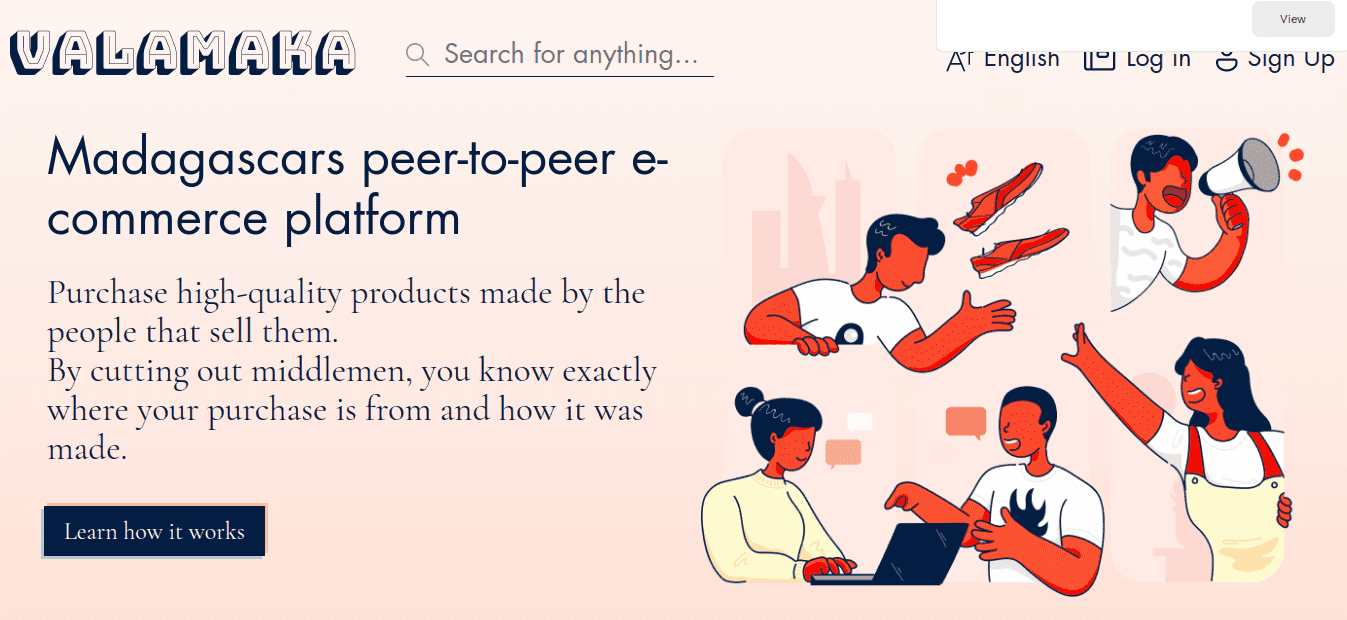 View
VALAMAKA
Search for anything...
English
Log in
Sign Up
Madagascars peer-to-peer e-
commerce platform
Purchase high-quality products made by the
people that sell them.
By cutting out middlemen, you know exactly
where your purchase is from and how it was
made.
Learn how it works